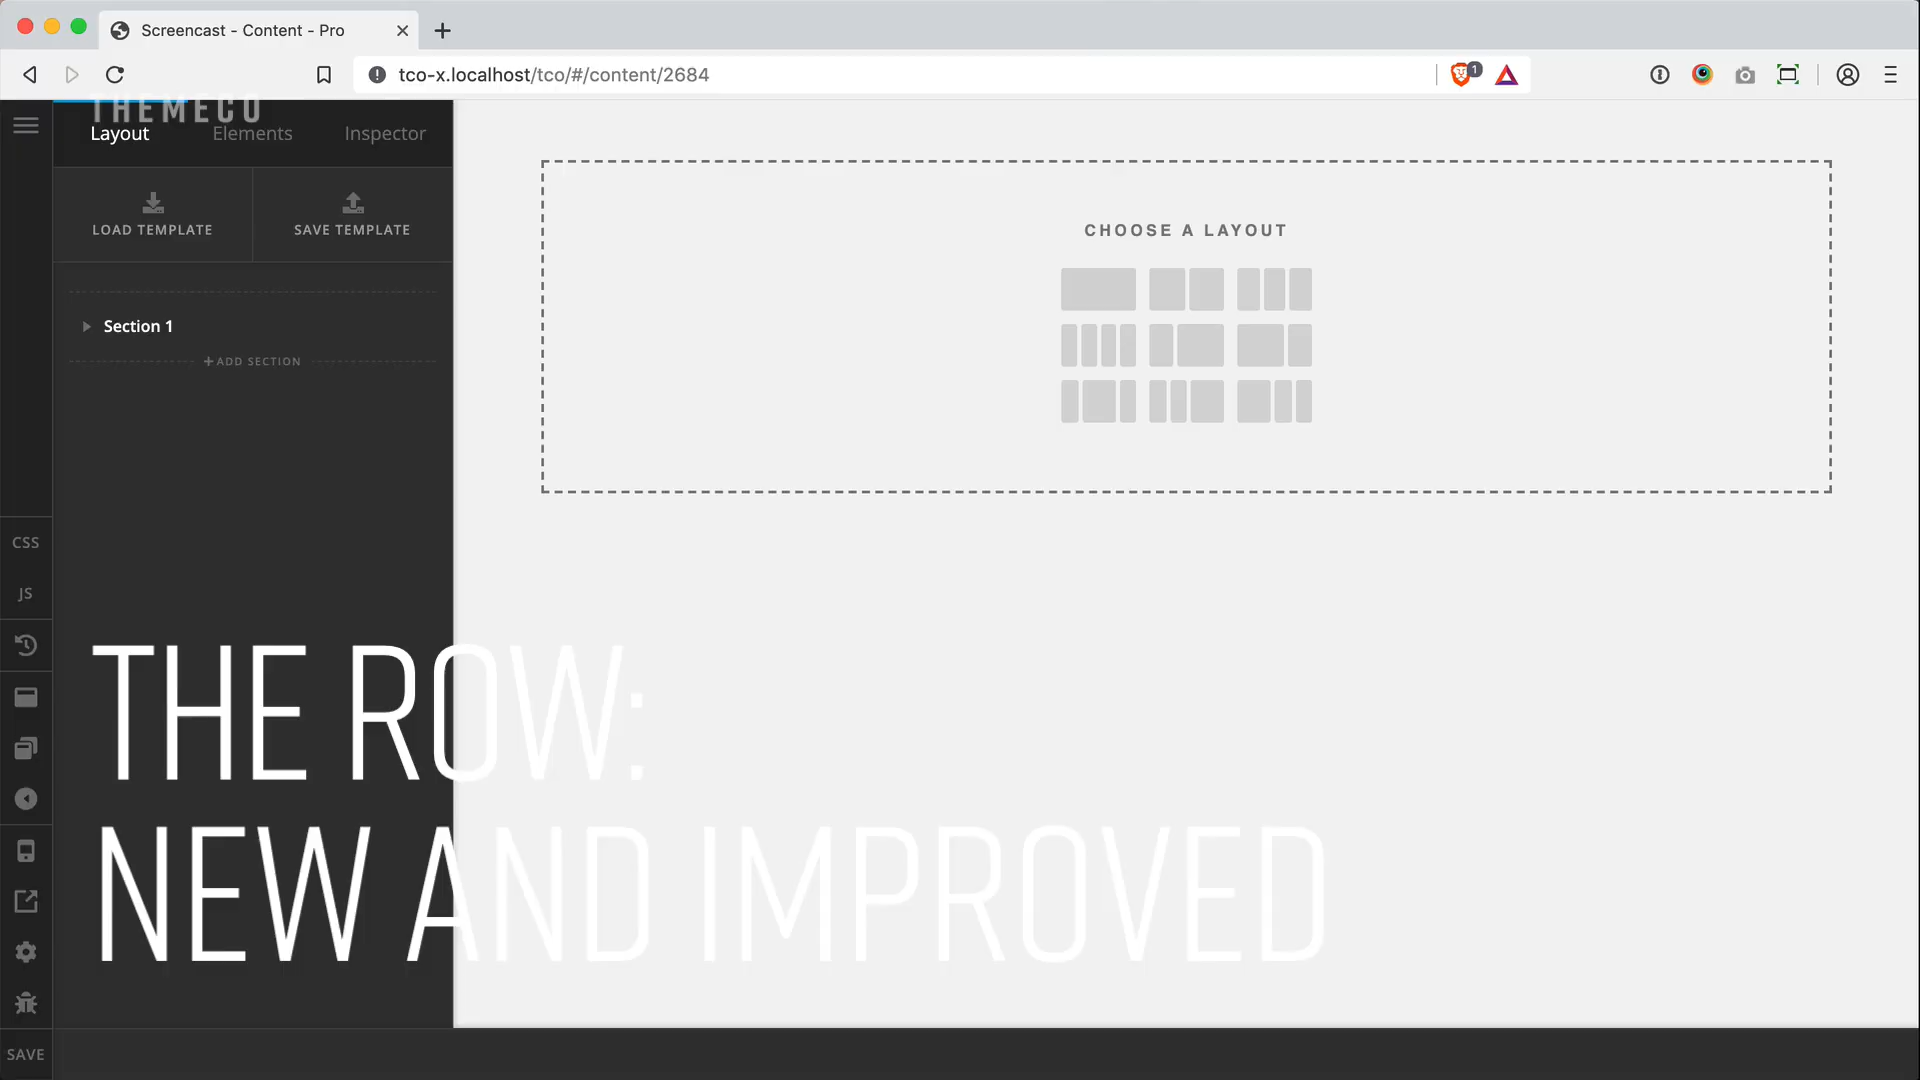 Screencast - Content - Pro
tco-x.localhost/tco/#/content/2684
1
THEMECO
Layout
Elements
Inspector
LOAD TEMPLATE
SAVE TEMPLATE
CHOOSE A LAYOUT
Section 1
+ADD SECTION
CSS
JS
THE ROW:
NEW AND IMPROVED
SAVE